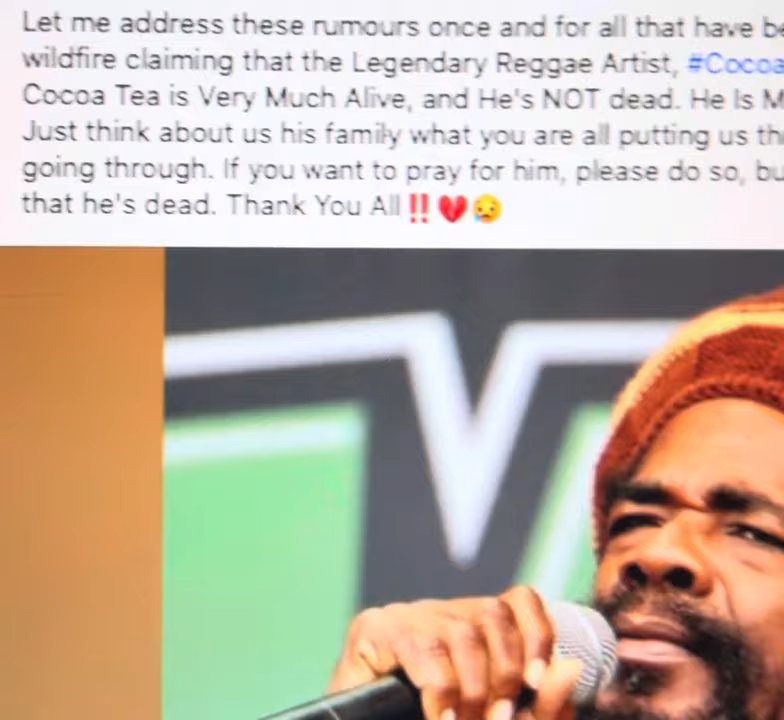 Let me address these rumours once and for all that have be
wildfire claiming that the Legendary Reggae Artist, #Cocoa
Cocoa Tea is Very Much Alive, and He's NOT dead. He Is M
Just think about us his family what you are all putting us th
going through. If you want to pray for him, please do so, bu
that he's dead. Thank You All‼️💔😢